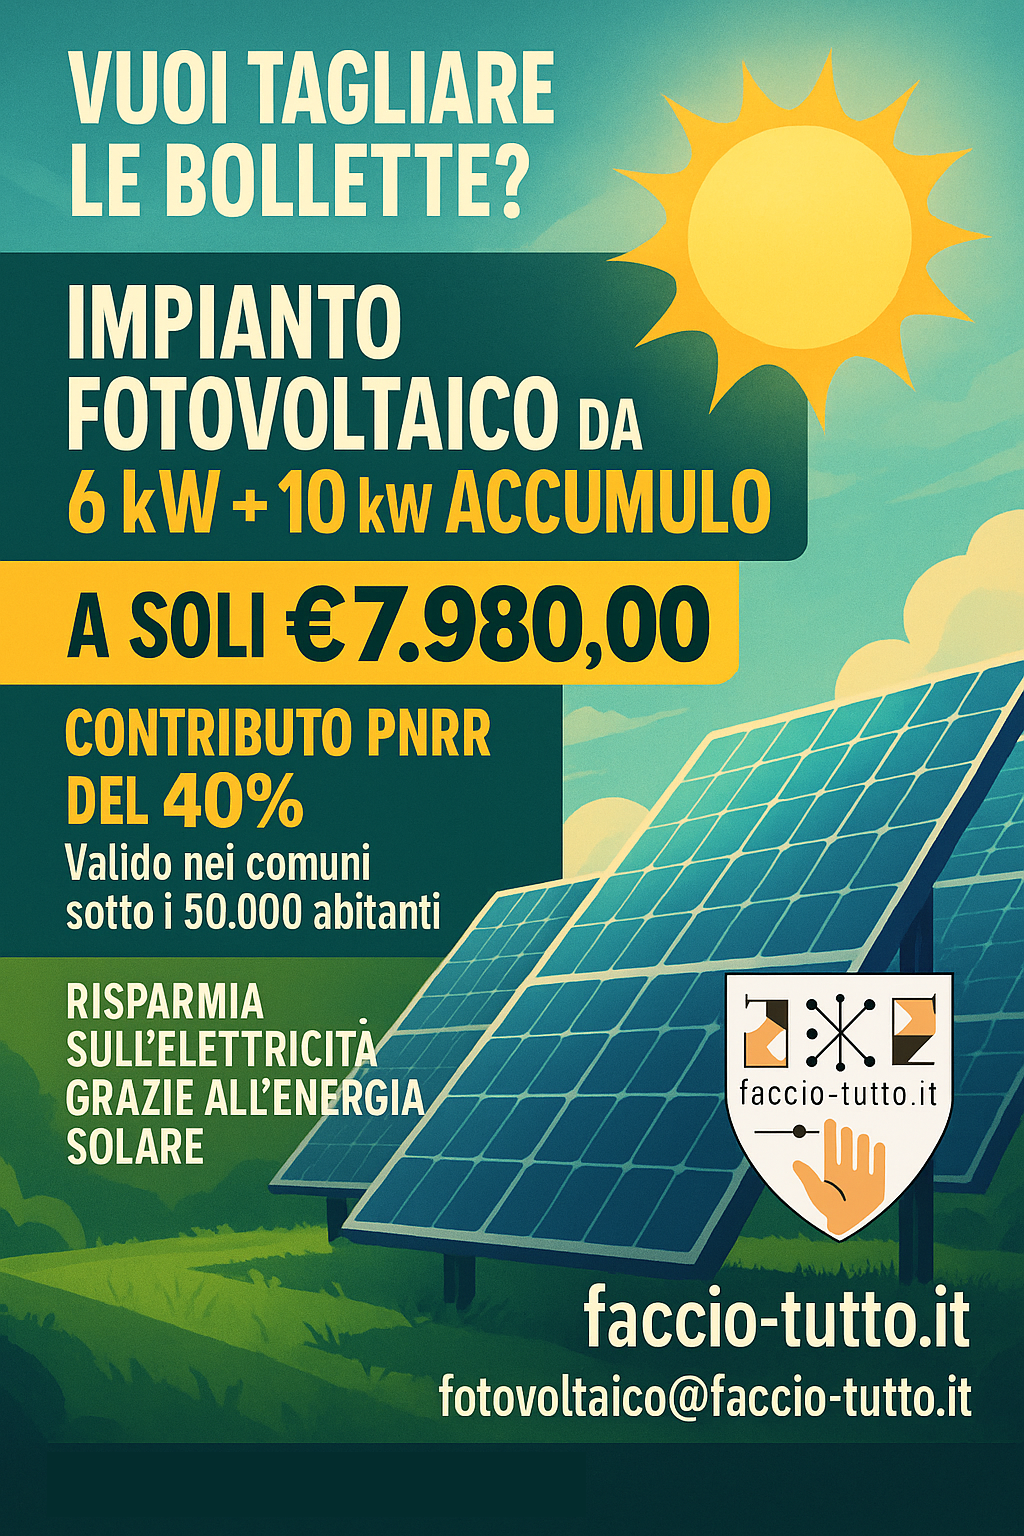 VUOI TAGLIARE
LE BOLLETTE?
IMPIANTO
FOTOVOLTAICO DA
6 kW + 10 kW ACCUMULO
A SOLI €7.980,00
CONTRIBUTO PNRR
DEL 40%
Valido nei comuni
sotto i 50.000 abitanti
RISPARMIA
SULL'ELETTRICITÀ
GRAZIE ALL'ENERGIA
SOLARE
faccio-tutto.it
faccio-tutto.it
fotovoltaico@faccio-tutto.it